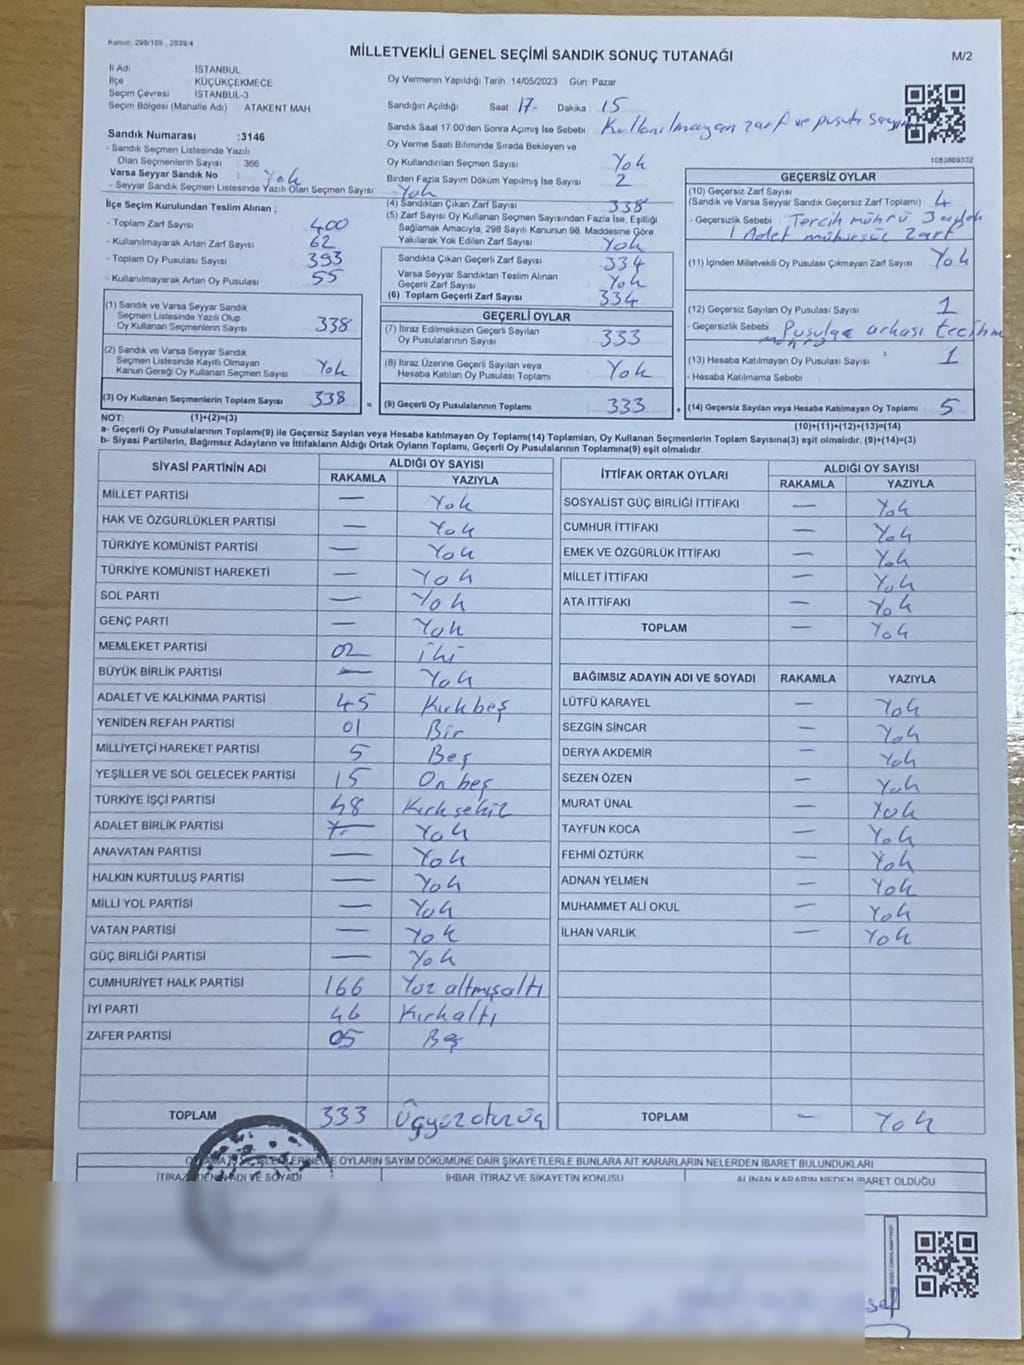 Kanun: 298/105 , 2839/4
MİLLETVEKİLİ GENEL SEÇİMİ SANDIK SONUÇ TUTANAĞI
M/2
İl Adı İSTANBUL
İlçe KÜÇÜKÇEKMECE
Seçim Çevresi İSTANBUL-3
Seçim Bölgesi (Mahalle Adı) ATAKENT MAH
Sandık Numarası :3146
- Sandık Seçmen Listesinde Yazılı
Olan Seçmenlerin Sayısı : 366
Varsa Seyyar Sandık No : Yok
- Seyyar Sandık Seçmen Listesinde Yazılı Olan Seçmen Sayısı : Yok
Oy Vermenin Yapıldığı Tarih 14/05/2023 Gün: Pazar
Sandığın Açıldığı Saat 17- Dakika 15
Sandık Saat 17:00'den Sonra Açılmış İse Sebebi Kullanılmayan zarf ve pusula sayımı
Oy Verme Saati Bitiminde Sırada Bekleyen ve
Oy Kullandırılan Seçmen Sayısı Yok
Birden Fazla Sayım Döküm Yapılmış İse Sayısı 2
1083869332
İlçe Seçim Kurulundan Teslim Alınan ;
- Toplam Zarf Sayısı 400
- Kullanılmayarak Artan Zarf Sayısı 62
- Toplam Oy Pusulası Sayısı 393
- Kullanılmayarak Artan Oy Pusulası 55
(1) Sandık ve Varsa Seyyar Sandık
Seçmen Listesinde Yazılı Olup
Oy Kullanan Seçmenlerin Sayısı 338
(2) Sandık ve Varsa Seyyar Sandık
Seçmen Listesinde Kayıtlı Olmayan
Kanun Gereği Oy Kullanan Seçmen Sayısı Yok
(3) Oy Kullanan Seçmenlerin Toplam Sayısı 338 =
(4) Sandıktan Çıkan Zarf Sayısı 338
(5) Zarf Sayısı Oy Kullanan Seçmen Sayısından Fazla İse, Eşitliği
Sağlamak Amacıyla, 298 Sayılı Kanunun 98. Maddesine Göre
Yakılarak Yok Edilen Zarf Sayısı Yok
Sandıkta Çıkan Geçerli Zarf Sayısı 334
Varsa Seyyar Sandıktan Teslim Alınan
Geçerli Zarf Sayısı Yok
(6) Toplam Geçerli Zarf Sayısı 334
GEÇERLİ OYLAR
(7) İtiraz Edilmeksizin Geçerli Sayılan
Oy Pusulalarının Sayısı 333
(8) İtiraz Üzerine Geçerli Sayılan veya
Hesaba Katılan Oy Pusulası Toplamı Yok
(9) Geçerli Oy Pusulalarının Toplamı 333 +
GEÇERSİZ OYLAR
(10) Geçersiz Zarf Sayısı
(Sandık ve Varsa Seyyar Sandık Geçersiz Zarf Toplamı) 4
- Geçersizlik Sebebi : Tercih mührü 3 adet
1 Adet mühürsüz zarf
(11) İçinden Milletvekili Oy Pusulası Çıkmayan Zarf Sayısı Yok
(12) Geçersiz Sayılan Oy Pusulası Sayısı 1
- Geçersizlik Sebebi Pusulqa arkası tercih
mührü
(13) Hesaba Katılmayan Oy Pusulası Sayısı 1
- Hesaba Katılmama Sebebi
(14) Geçersiz Sayılan veya Hesaba Katılmayan Oy Toplamı 5
NOT: (1)+(2)=(3)
(10)+(11)+(12)+(13)=(14)
a- Geçerli Oy Pusulalarının Toplamı(9) ile Geçersiz Sayılan veya Hesaba katılmayan Oy Toplamı(14) Toplamları, Oy Kullanan Seçmenlerin Toplam Sayısına(3) eşit olmalıdır. (9)+(14)=(3)
b- Siyasi Partilerin, Bağımsız Adayların ve İttifakların Aldığı Ortak Oyların Toplamı, Geçerli Oy Pusulalarının Toplamına(9) eşit olmalıdır.
SİYASİ PARTİNİN ADI ALDIĞI OY SAYISI
RAKAMLA YAZIYLA
MİLLET PARTİSİ — Yok
HAK VE ÖZGÜRLÜKLER PARTİSİ — Yok
TÜRKİYE KOMÜNİST PARTİSİ — Yok
TÜRKİYE KOMÜNİST HAREKETİ — Yok
SOL PARTİ — Yok
GENÇ PARTİ — Yok
MEMLEKET PARTİSİ 02 iki
BÜYÜK BİRLİK PARTİSİ — Yok
ADALET VE KALKINMA PARTİSİ 45 Kırkbeş
YENİDEN REFAH PARTİSİ 01 Bir
MİLLİYETÇİ HAREKET PARTİSİ 5 Beş
YEŞİLLER VE SOL GELECEK PARTİSİ 15 On beş
TÜRKİYE İŞÇİ PARTİSİ 48 Kırksekiz
ADALET BİRLİK PARTİSİ — Yok
ANAVATAN PARTİSİ — Yok
HALKIN KURTULUŞ PARTİSİ — Yok
MİLLİ YOL PARTİSİ — Yok
VATAN PARTİSİ — Yok
GÜÇ BİRLİĞİ PARTİSİ — Yok
CUMHURİYET HALK PARTİSİ 166 Yüz altmışaltı
İYİ PARTİ 46 Kırkaltı
ZAFER PARTİSİ 05 Beş
TOPLAM 333 Üçyüz otuz üç
İTTİFAK ORTAK OYLARI ALDIĞI OY SAYISI
RAKAMLA YAZIYLA
SOSYALİST GÜÇ BİRLİĞİ İTTİFAKI — Yok
CUMHUR İTTİFAKI — Yok
EMEK VE ÖZGÜRLÜK İTTİFAKI — Yok
MİLLET İTTİFAKI — Yok
ATA İTTİFAKI — Yok
TOPLAM — Yok
BAĞIMSIZ ADAYIN ADI VE SOYADI RAKAMLA YAZIYLA
LÜTFÜ KARAYEL — Yok
SEZGİN SİNCAR — Yok
DERYA AKDEMİR — Yok
SEZEN ÖZEN — Yok
MURAT ÜNAL — Yok
TAYFUN KOCA — Yok
FEHMİ ÖZTÜRK — Yok
ADNAN YELMEN — Yok
MUHAMMET ALİ OKUL — Yok
İLHAN VARLIK — Yok
TOPLAM — Yok
OYLARIN SAYIM DÖKÜMÜNE DAİR ŞİKAYETLERLE BUNLARA AİT KARARLARIN NELERDEN İBARET BULUNDUKLARI
ADI VE SOYADI İHBAR, İTİRAZ VE ŞİKAYETİN KONUSU ALINAN KARARIN NEDEN İBARET OLDUĞU